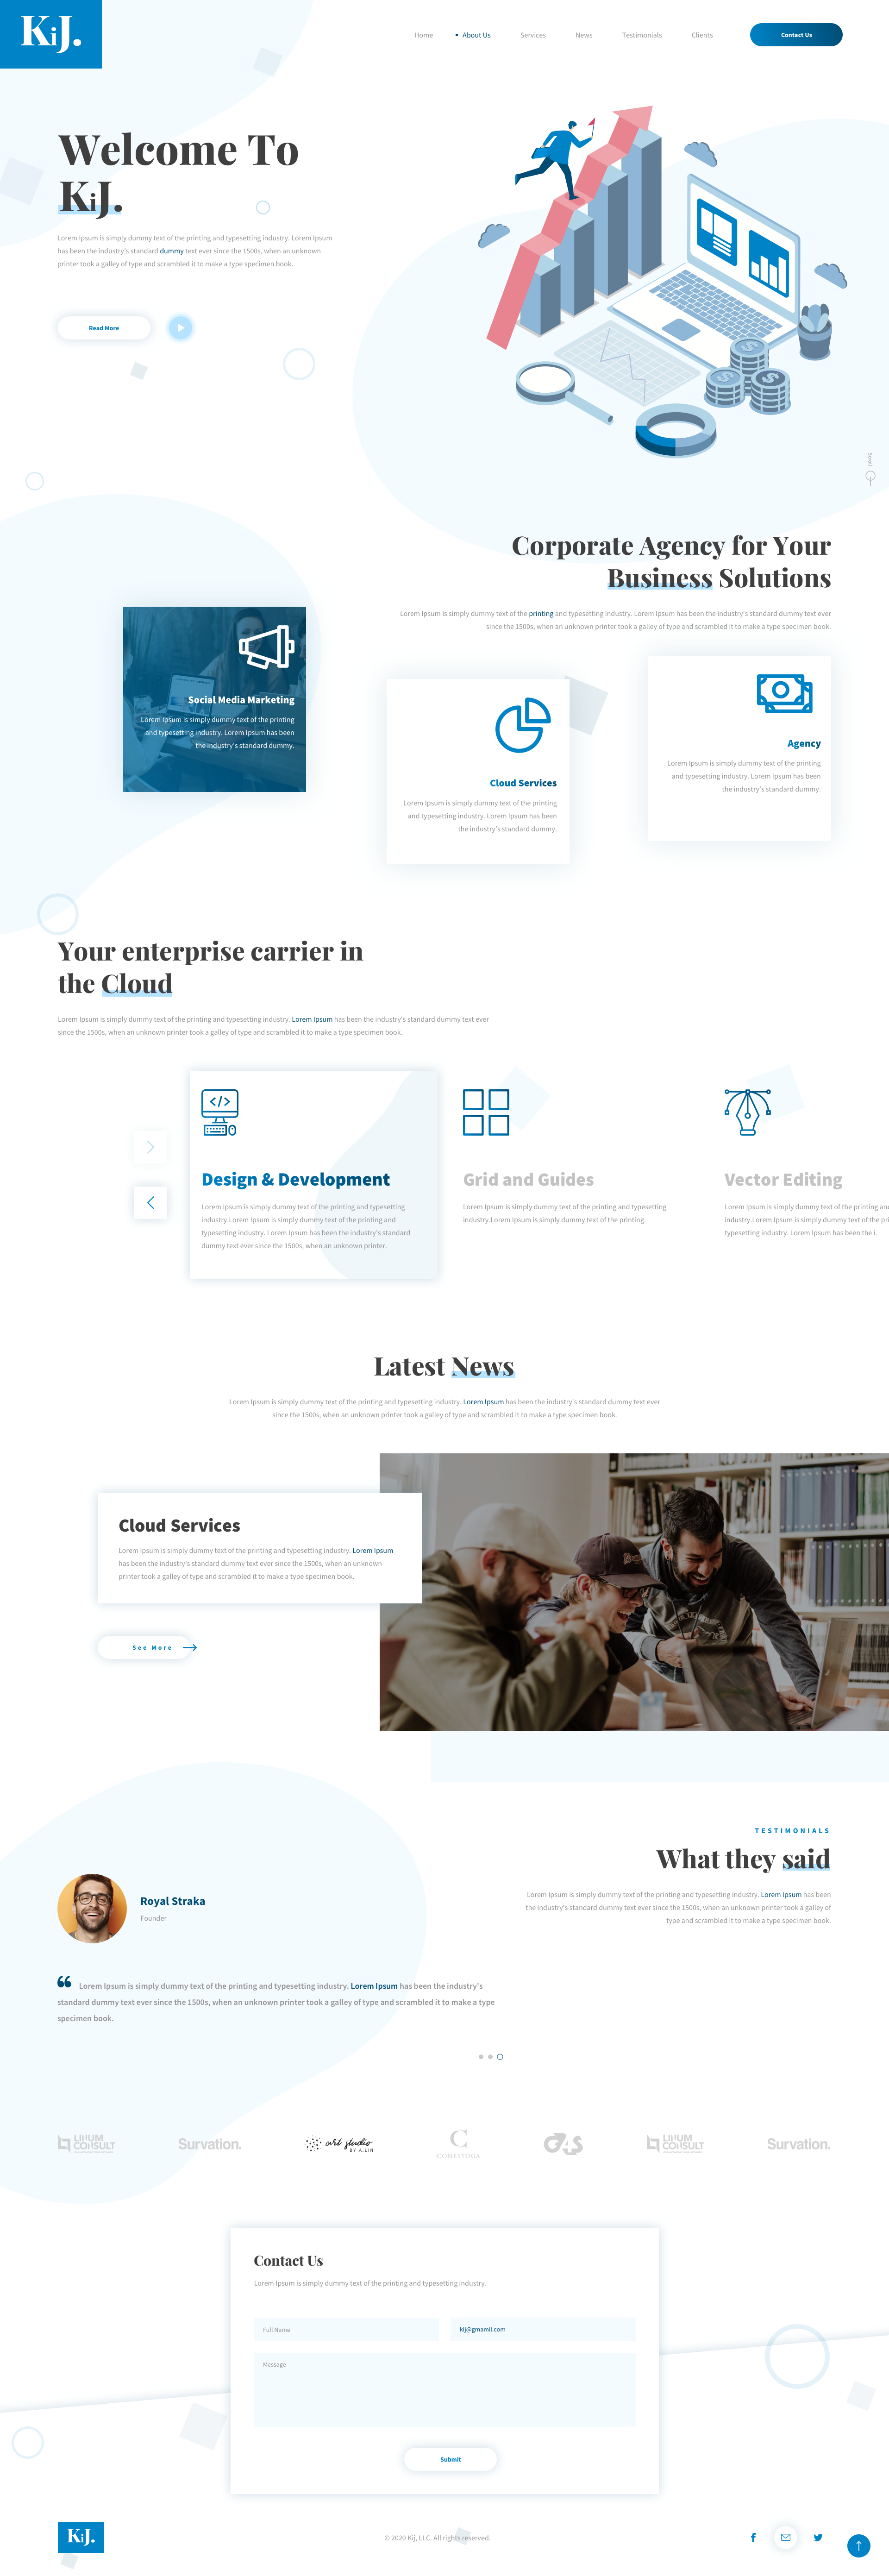 KiJ.
Home
About Us
Services
News
Testimonials
Clients
Contact Us
Welcome To
KiJ.
Lorem Ipsum is simply dummy text of the printing and typesetting industry. Lorem Ipsum
has been the industry's standard dummy text ever since the 1500s, when an unknown
printer took a galley of type and scrambled it to make a type specimen book.
Read More
Scroll
Corporate Agency for Your
Business Solutions
Lorem Ipsum is simply dummy text of the printing and typesetting industry. Lorem Ipsum has been the industry's standard dummy text ever
since the 1500s, when an unknown printer took a galley of type and scrambled it to make a type specimen book.
Social Media Marketing
Lorem Ipsum is simply dummy text of the printing
and typesetting industry. Lorem Ipsum has been
the industry's standard dummy.
Cloud Services
Lorem Ipsum is simply dummy text of the printing
and typesetting industry. Lorem Ipsum has been
the industry's standard dummy.
Agency
Lorem Ipsum is simply dummy text of the printing
and typesetting industry. Lorem Ipsum has been
the industry's standard dummy.
Your enterprise carrier in
the Cloud
Lorem Ipsum is simply dummy text of the printing and typesetting industry. Lorem Ipsum has been the industry's standard dummy text ever
since the 1500s, when an unknown printer took a galley of type and scrambled it to make a type specimen book.
Design & Development
Lorem Ipsum is simply dummy text of the printing and typesetting
industry.Lorem Ipsum is simply dummy text of the printing and
typesetting industry. Lorem Ipsum has been the industry's standard
dummy text ever since the 1500s, when an unknown printer.
Grid and Guides
Lorem Ipsum is simply dummy text of the printing and typesetting
industry.Lorem Ipsum is simply dummy text of the printing.
Vector Editing
Lorem Ipsum is simply dummy text of the printing an
industry.Lorem Ipsum is simply dummy text of the pri
typesetting industry. Lorem Ipsum has been the i.
Latest News
Lorem Ipsum is simply dummy text of the printing and typesetting industry. Lorem Ipsum has been the industry's standard dummy text ever
since the 1500s, when an unknown printer took a galley of type and scrambled it to make a type specimen book.
Cloud Services
Lorem Ipsum is simply dummy text of the printing and typesetting industry. Lorem Ipsum
has been the industry's standard dummy text ever since the 1500s, when an unknown
printer took a galley of type and scrambled it to make a type specimen book.
See More
TESTIMONIALS
What they said
Lorem Ipsum is simply dummy text of the printing and typesetting industry. Lorem Ipsum has been
the industry's standard dummy text ever since the 1500s, when an unknown printer took a galley of
type and scrambled it to make a type specimen book.
Royal Straka
Founder
Lorem Ipsum is simply dummy text of the printing and typesetting industry. Lorem Ipsum has been the industry's
standard dummy text ever since the 1500s, when an unknown printer took a galley of type and scrambled it to make a type
specimen book.
CONSULT
Survation.
art studio
BY A.LIN
C
COHESTOGA
GAS
CONSULT
Survation.
Contact Us
Lorem Ipsum is simply dummy text of the printing and typesetting industry.
Full Name
kij@gmamil.com
Message
Submit
KiJ.
© 2020 Kij, LLC. All rights reserved.